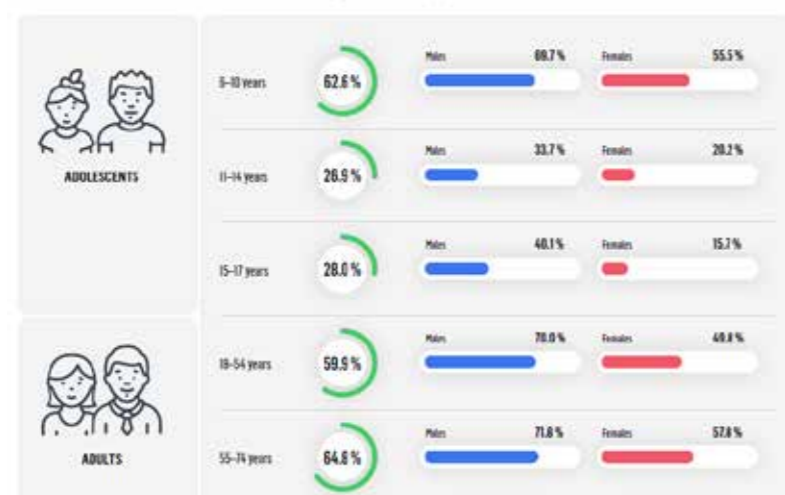 6–10 years
62.6 %
Males 69.7 %
Females 55.5 %
ADOLESCENTS
11–14 years
26.9 %
Males 33.7 %
Females 20.2 %
15–17 years
28.0 %
Males 40.1 %
Females 15.7 %
18–54 years
59.9 %
Males 70.0 %
Females 49.8 %
ADULTS
55–74 years
64.8 %
Males 71.8 %
Females 57.8 %